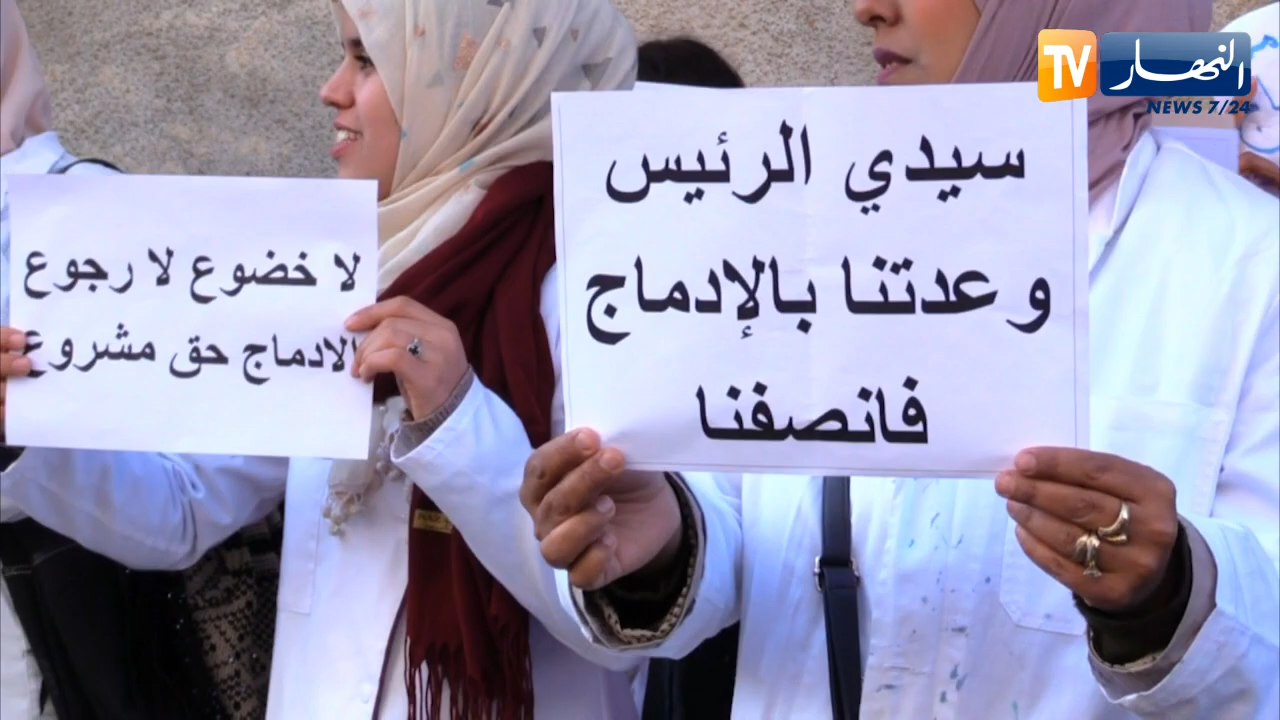 النهار TV
NEWS 7/24
سيدي الرئيس
وعدتنا بالإدماج
فانصفنا
لا خضوع لا رجوع
الادماج حق مشروع